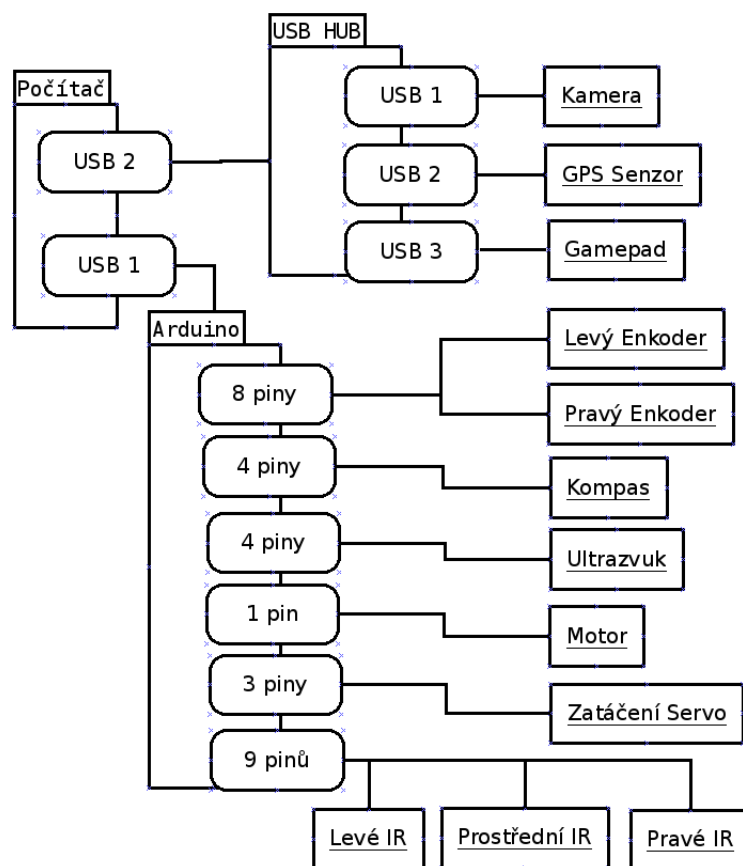 USB HUB
Počítač
USB 1
Kamera
USB 2
USB 2
GPS Senzor
USB 1
USB 3
Gamepad
Arduino
Levý Enkoder
8 piny
Pravý Enkoder
4 piny
Kompas
4 piny
Ultrazvuk
1 pin
Motor
3 piny
Zatáčení Servo
9 pinů
Levé IR
Prostřední IR
Pravé IR